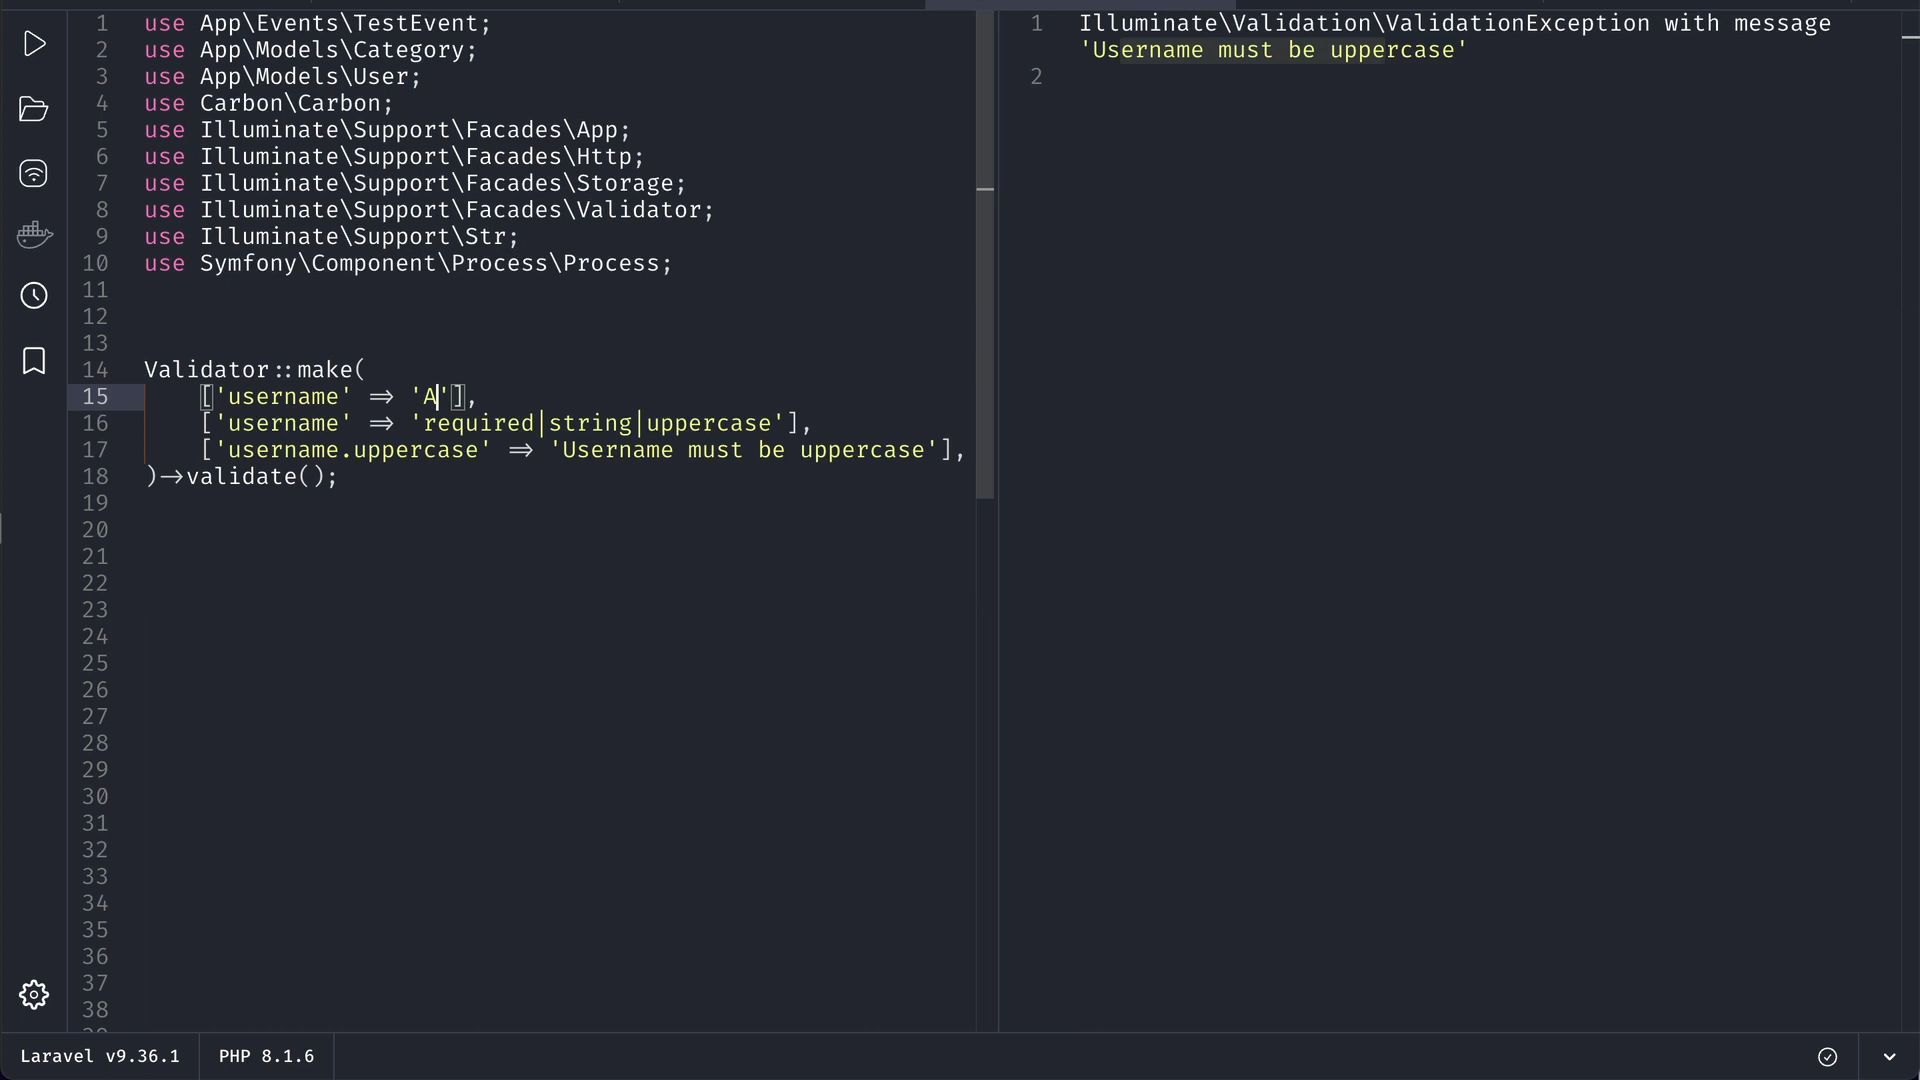 1 use App\Events\TestEvent;
2 use App\Models\Category;
3 use App\Models\User;
4 use Carbon\Carbon;
5 use Illuminate\Support\Facades\App;
6 use Illuminate\Support\Facades\Http;
7 use Illuminate\Support\Facades\Storage;
8 use Illuminate\Support\Facades\Validator;
9 use Illuminate\Support\Str;
10 use Symfony\Component\Process\Process;
11
12
13
14 Validator::make(
15 ['username' => 'A'],
16 ['username' => 'required|string|uppercase'],
17 ['username.uppercase' => 'Username must be uppercase'],
18 )->validate();
19
20
21
22
23
24
25
26
27
28
29
30
31
32
33
34
35
36
37
38
1 Illuminate\Validation\ValidationException with message
'Username must be uppercase'
2
Laravel v9.36.1 PHP 8.1.6